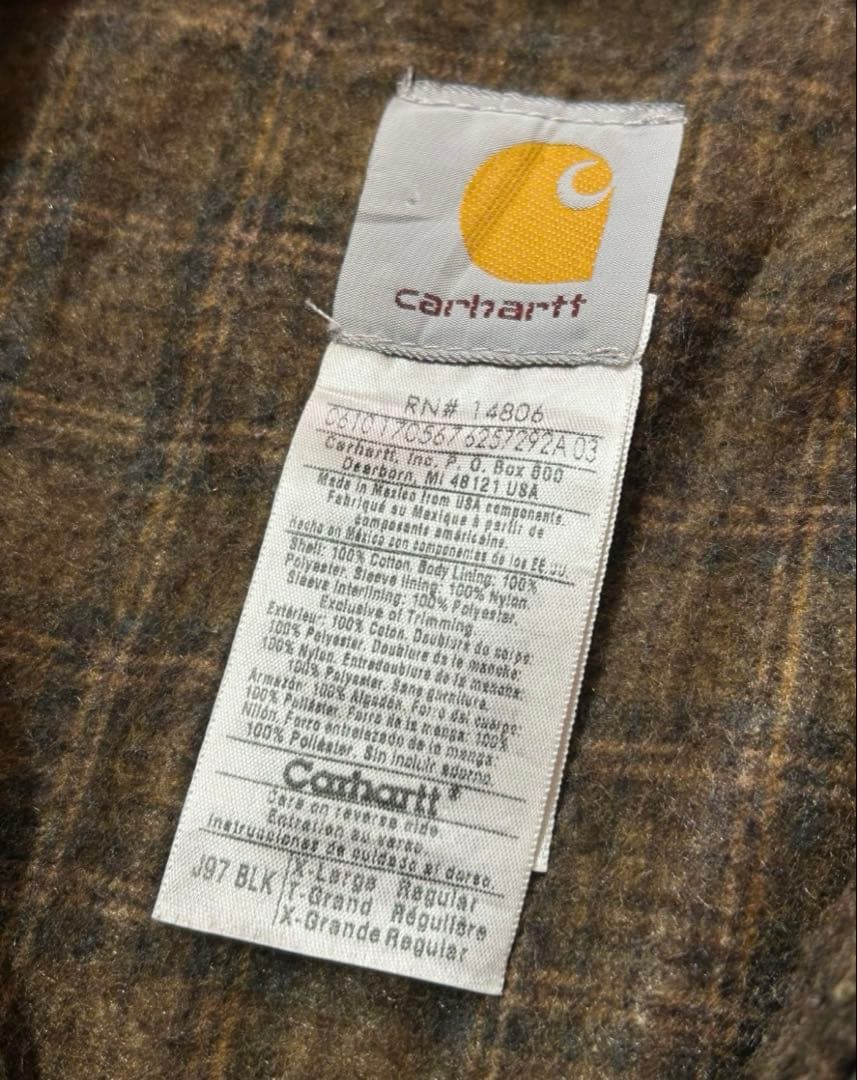 carhartt
RN# 14806
0610170567 6257292A 03
Carhartt, Inc. P. O. Box 600
Dearborn, MI 48121 USA
Made in Mexico from USA components.
Fabriqué au Mexique à partir de
composants américains.
Hecho en México con componentes de los EE.UU.
Shell: 100% Cotton. Body Lining: 100%
Polyester. Sleeve lining: 100% Nylon.
Sleeve Interlining: 100% Polyester.
Exclusive of Trimming
Extérieur: 100% Coton. Doublure du corps:
100% Polyester. Doublure de la manche:
100% Nylon. Entredoublure de la manche:
100% Polyester. Sans garniture.
Armazón: 100% Algodón. Forro del cuerpo:
100% Poliéster. Forro de la manga: 100%
Nilón. Forro entrelazado de la manga:
100% Poliéster. Sin incluir adorno.
Carhartt®
Care on reverse side
Entretien au verso.
Instrucciones de cuidado al dorso.
J97 BLK X-Large Regular
T-Grand Régulière
X-Grande Regular